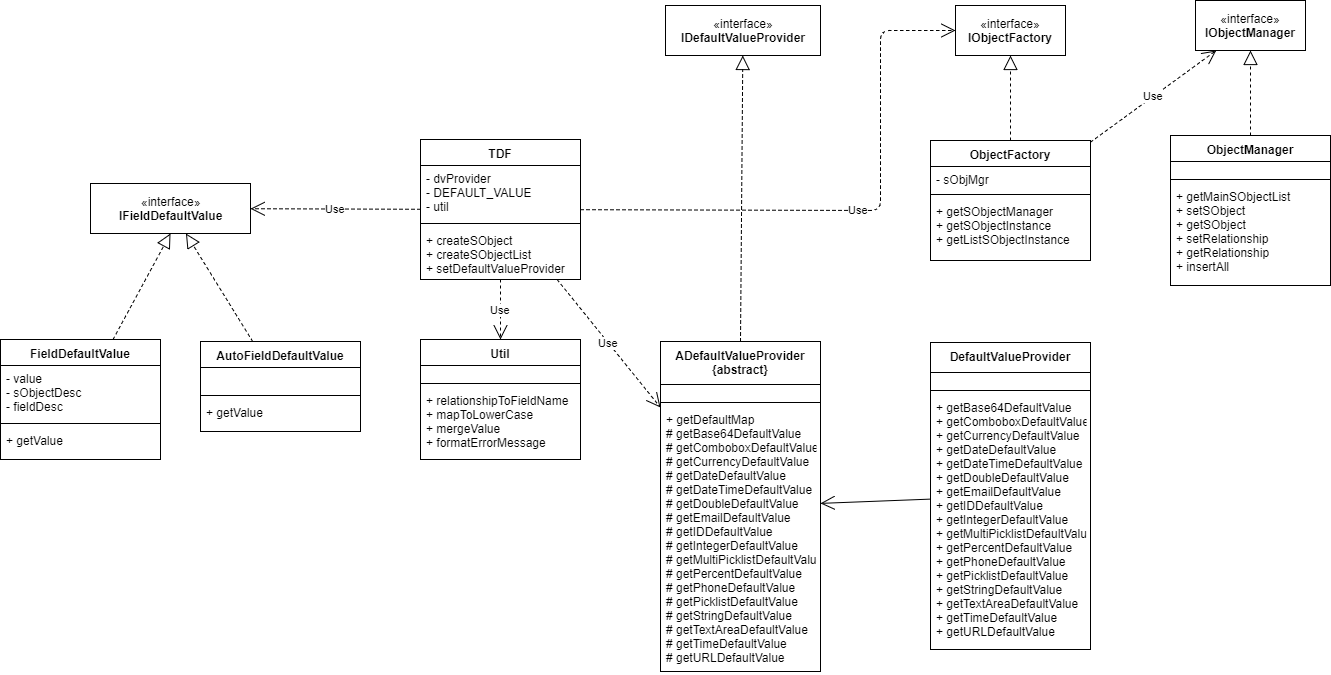 «interface»
IDefaultValueProvider
«interface»
IObjectFactory
«interface»
IObjectManager
Use
TDF
- dvProvider
- DEFAULT_VALUE
- util
+ createSObject
+ createSObjectList
+ setDefaultValueProvider
ObjectFactory
- sObjMgr
+ getSObjectManager
+ getSObjectInstance
+ getListSObjectInstance
ObjectManager
+ getMainSObjectList
+ setSObject
+ getSObject
+ setRelationship
+ getRelationship
+ insertAll
«interface»
IFieldDefaultValue
Use
Use
Use
Use
FieldDefaultValue
- value
- sObjectDesc
- fieldDesc
+ getValue
AutoFieldDefaultValue
+ getValue
Util
+ relationshipToFieldName
+ mapToLowerCase
+ mergeValue
+ formatErrorMessage
ADefaultValueProvider
{abstract}
+ getDefaultMap
# getBase64DefaultValue
# getComboboxDefaultValue
# getCurrencyDefaultValue
# getDateDefaultValue
# getDateTimeDefaultValue
# getDoubleDefaultValue
# getEmailDefaultValue
# getIDDefaultValue
# getIntegerDefaultValue
# getMultiPicklistDefaultValu
# getPercentDefaultValue
# getPhoneDefaultValue
# getPicklistDefaultValue
# getStringDefaultValue
# getTextAreaDefaultValue
# getTimeDefaultValue
# getURLDefaultValue
DefaultValueProvider
+ getBase64DefaultValue
+ getComboboxDefaultValue
+ getCurrencyDefaultValue
+ getDateDefaultValue
+ getDateTimeDefaultValue
+ getDoubleDefaultValue
+ getEmailDefaultValue
+ getIDDefaultValue
+ getIntegerDefaultValue
+ getMultiPicklistDefaultValu
+ getPercentDefaultValue
+ getPhoneDefaultValue
+ getPicklistDefaultValue
+ getStringDefaultValue
+ getTextAreaDefaultValue
+ getTimeDefaultValue
+ getURLDefaultValue